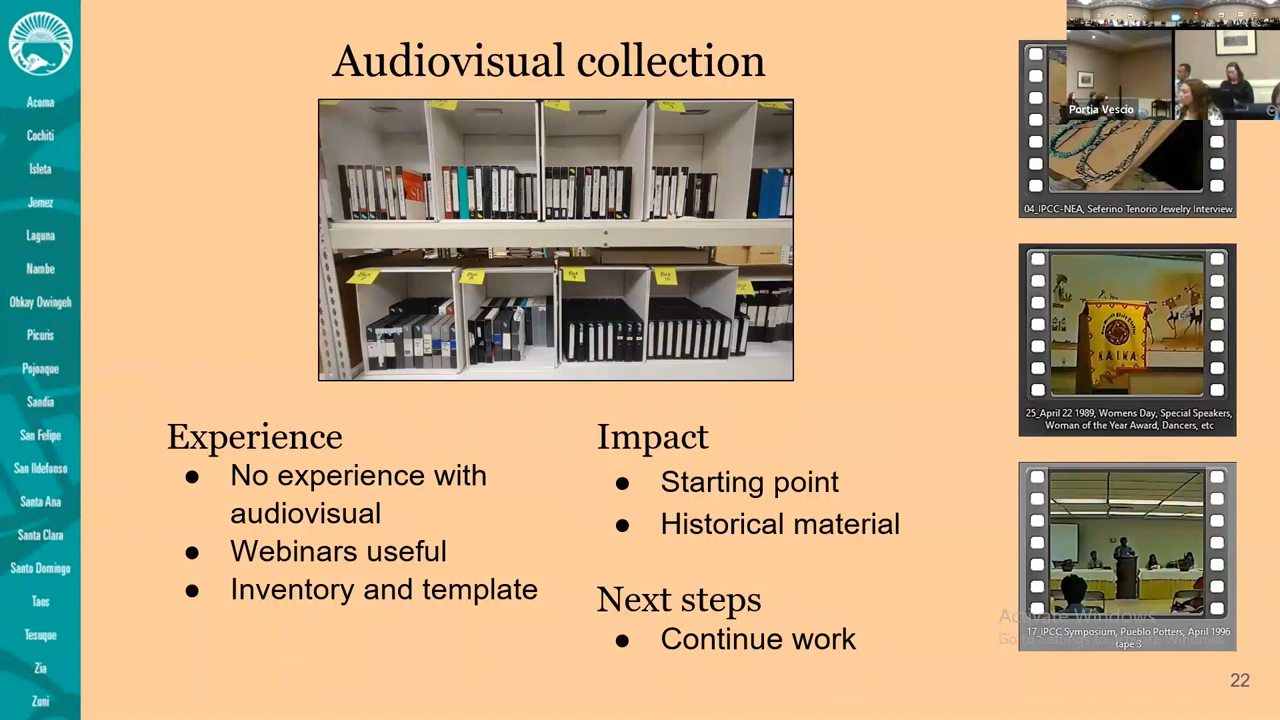 Audiovisual collection
Acoma
Cochiti
Isleta
Jemez
Laguna
Nambe
Ohkay Owingeh
Picuris
Pojoaque
Sandia
San Felipe
San Ildefonso
Santa Ana
Santa Clara
Santo Domingo
Taos
Tesuque
Zia
Zuni
Experience
● No experience with
audiovisual
● Webinars useful
● Inventory and template
Impact
● Starting point
● Historical material
Next steps
● Continue work
Portia Vescio
04_IPCC-NEA, Seferino Tenorio Jewelry Interview
N.A.I.W.A.
25_April 22 1989, Womens Day, Special Speakers,
Woman of the Year Award, Dancers, etc
Activate Windows
17_IPCC Symposium, Pueblo Potters, April 1996
tape 3
22